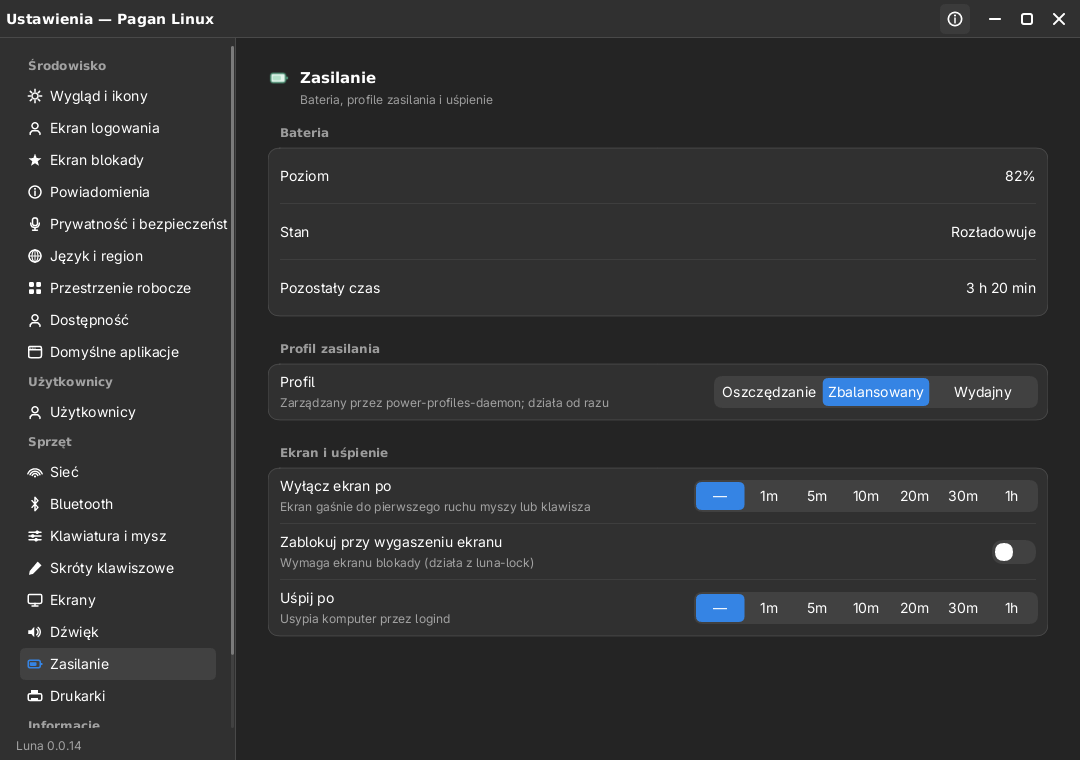 Ustawienia — Pagan Linux
Środowisko
Wygląd i ikony
Ekran logowania
Ekran blokady
Powiadomienia
Prywatność i bezpieczeńst
Język i region
Przestrzenie robocze
Dostępność
Domyślne aplikacje
Użytkownicy
Użytkownicy
Sprzęt
Sieć
Bluetooth
Klawiatura i mysz
Skróty klawiszowe
Ekrany
Dźwięk
Zasilanie
Drukarki
Informacje
Luna 0.0.14
Zasilanie
Bateria, profile zasilania i uśpienie
Bateria
Poziom 82%
Stan Rozładowuje
Pozostały czas 3 h 20 min
Profil zasilania
Profil
Zarządzany przez power-profiles-daemon; działa od razu
Oszczędzanie Zbalansowany Wydajny
Ekran i uśpienie
Wyłącz ekran po
Ekran gaśnie do pierwszego ruchu myszy lub klawisza
— 1m 5m 10m 20m 30m 1h
Zablokuj przy wygaszeniu ekranu
Wymaga ekranu blokady (działa z luna-lock)
Uśpij po
Usypia komputer przez logind
— 1m 5m 10m 20m 30m 1h